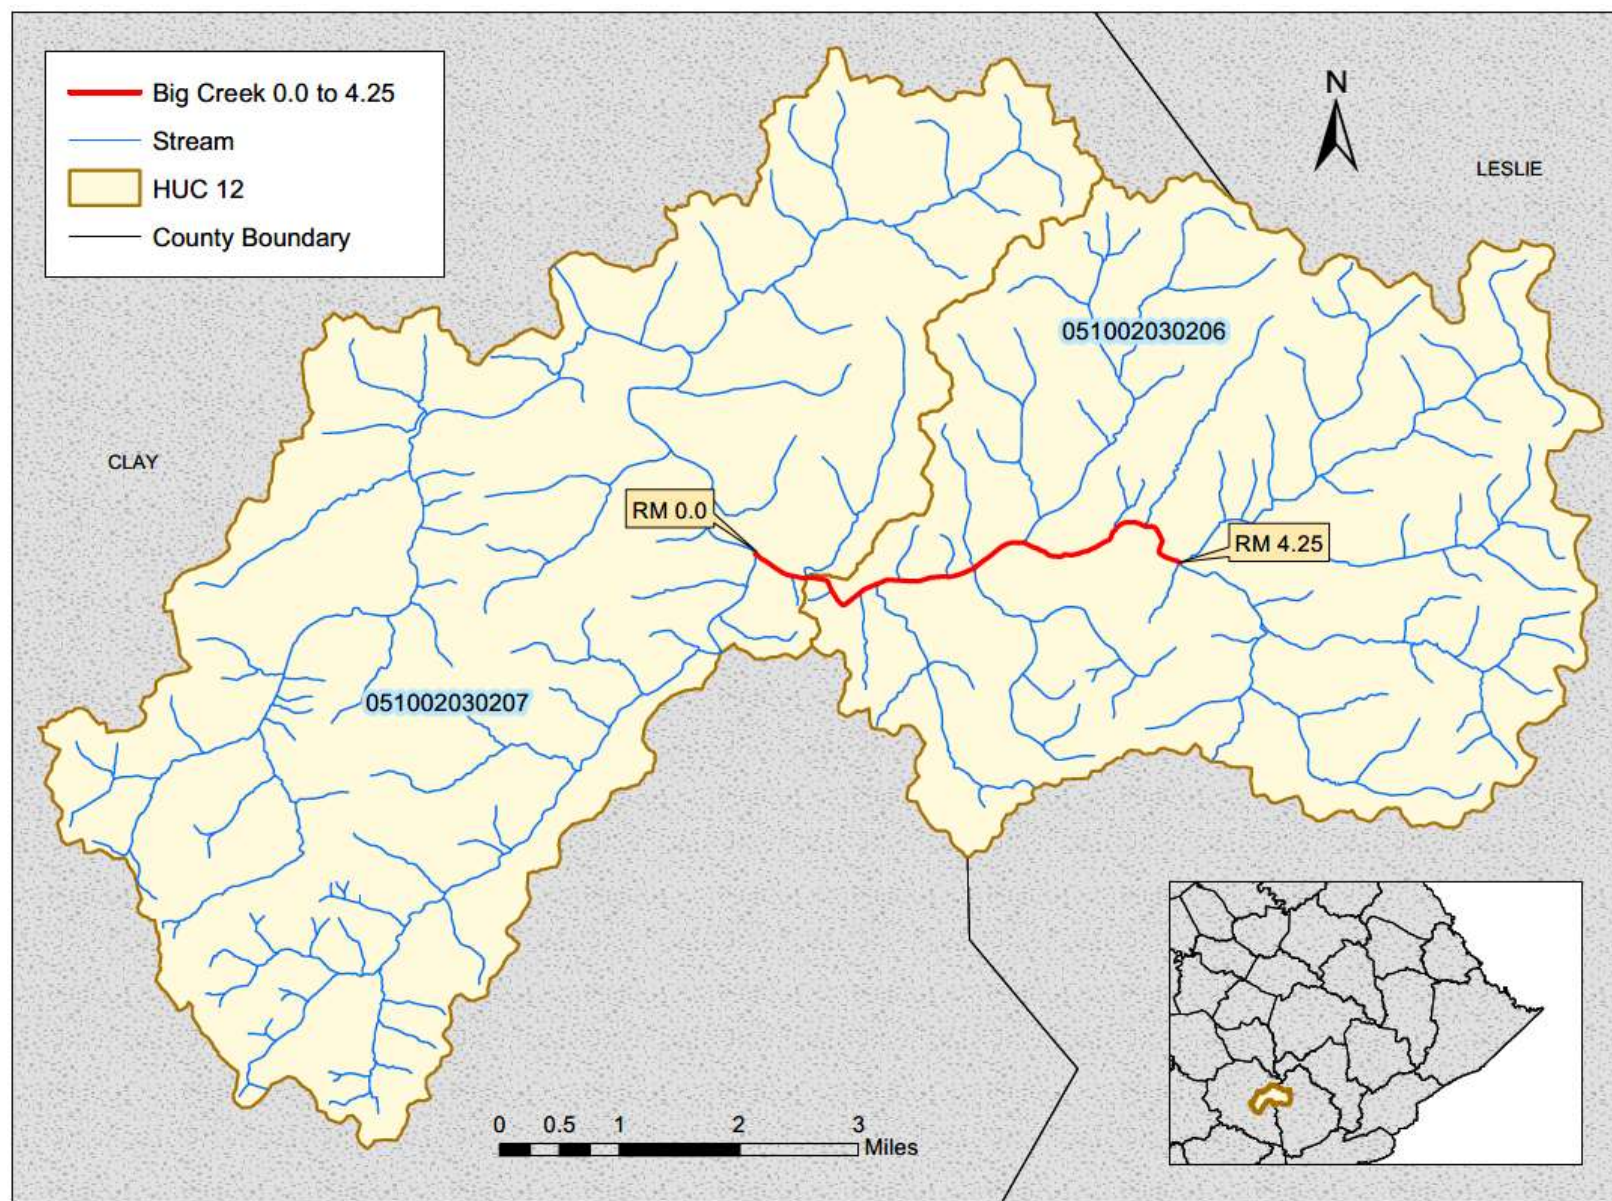 Big Creek 0.0 to 4.25
Stream
HUC 12
County Boundary
N
LESLIE
051002030206
CLAY
RM 0.0
RM 4.25
051002030207
0 0.5 1 2 3
Miles